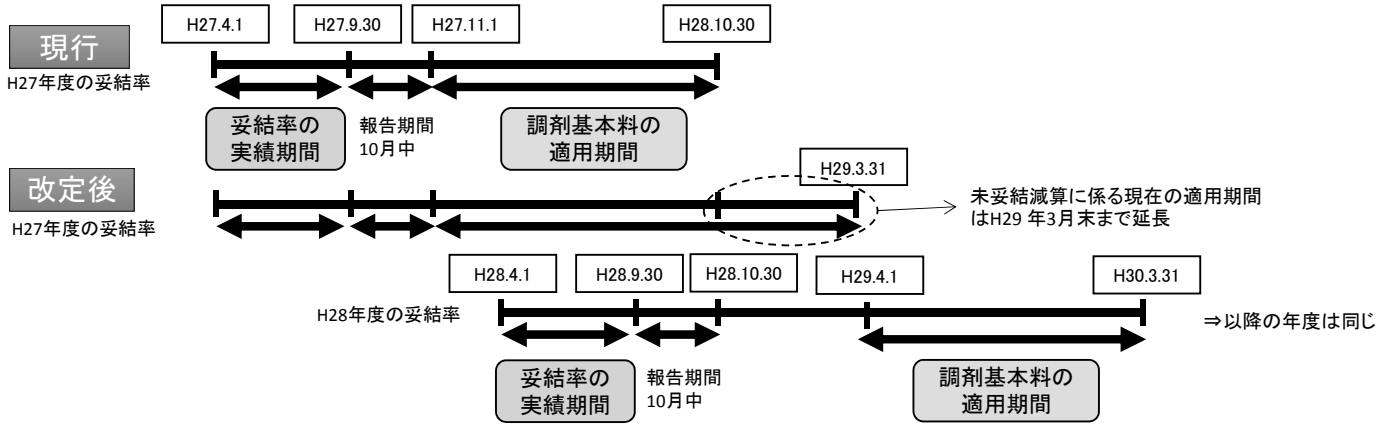 H27.4.1
H27.9.30
H27.11.1
H28.10.30
現行
H27年度の妥結率
妥結率の
実績期間
報告期間
10月中
調剤基本料の
適用期間
改定後
H27年度の妥結率
H29.3.31
未妥結減算に係る現在の適用期間
はH29 年3月末まで延長
H28.4.1
H28.9.30
H28.10.30
H29.4.1
H30.3.31
H28年度の妥結率
⇒以降の年度は同じ
妥結率の
実績期間
報告期間
10月中
調剤基本料の
適用期間